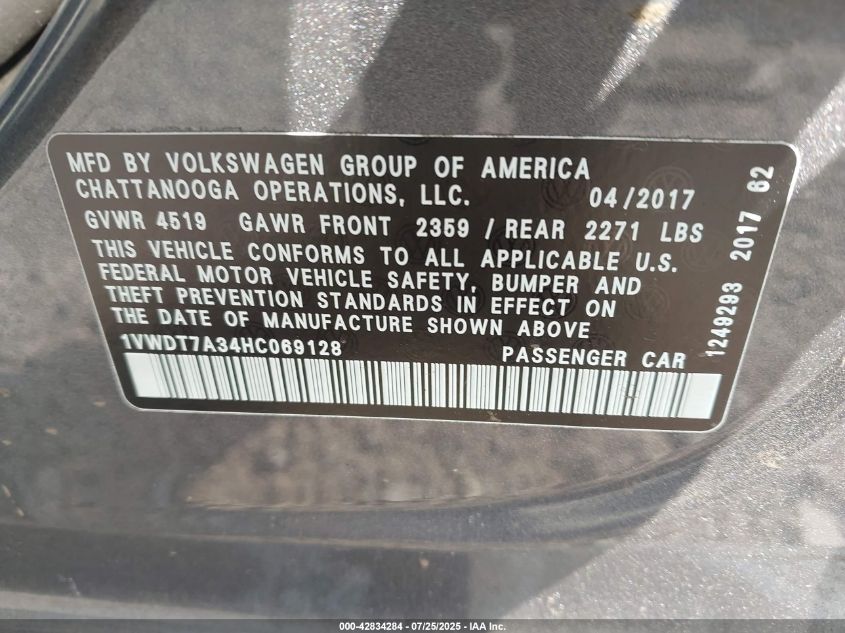 MFD BY VOLKSWAGEN GROUP OF AMERICA
CHATTANOOGA OPERATIONS, LLC. 04/2017
GVWR 4519 GAWR FRONT 2359 / REAR 2271 LBS
THIS VEHICLE CONFORMS TO ALL APPLICABLE U.S.
FEDERAL MOTOR VEHICLE SAFETY, BUMPER AND
THEFT PREVENTION STANDARDS IN EFFECT ON
THE DATE OF MANUFACTURE SHOWN ABOVE
1VWDT7A34HC069128 PASSENGER CAR
1249293 2017 62
000-42834284 - 07/25/2025 - IAA Inc.